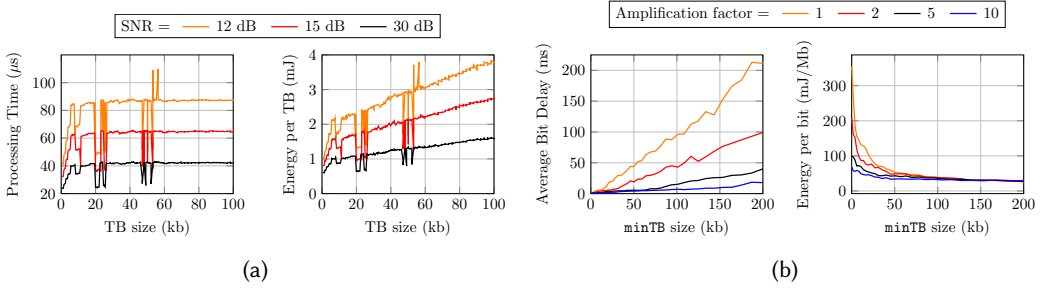 SNR = 12 dB 15 dB 30 dB
Processing Time (μs)
100
80
60
40
20
0 20 40 60 80 100
TB size (kb)
Energy per TB (mJ)
4
3
2
1
0
0 20 40 60 80 100
TB size (kb)
(a)
Amplification factor = 1 2 5 10
Average Bit Delay (ms)
200
150
100
50
0
0 50 100 150 200
minTB size (kb)
Energy per bit (mJ/Mb)
300
200
100
0
0 50 100 150 200
minTB size (kb)
(b)